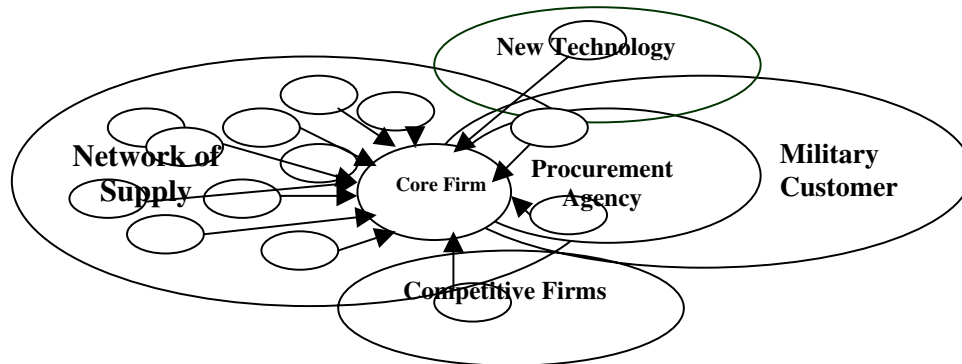 New Technology
Network of
Supply
Core Firm
Procurement
Agency
Military
Customer
Competitive Firms